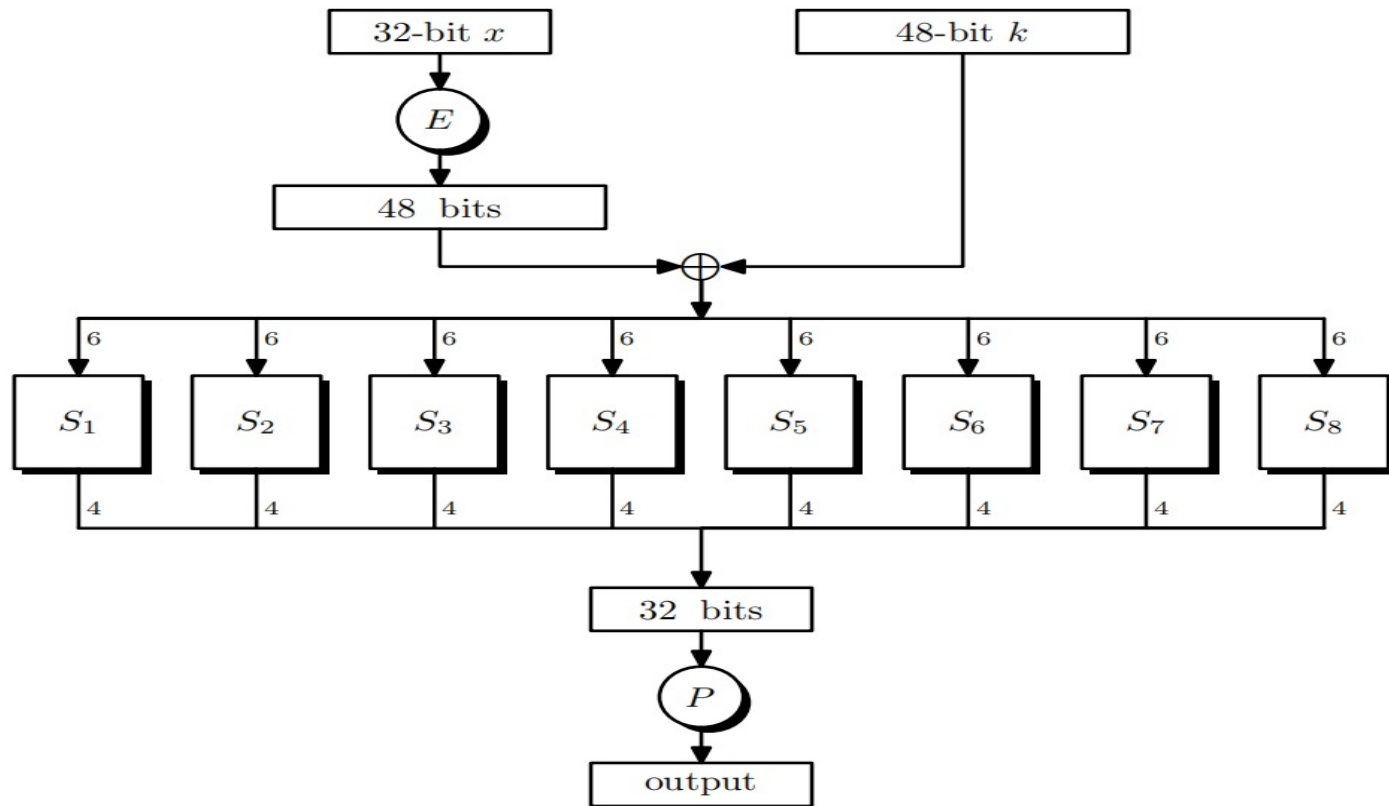 32-bit x
48-bit k
E
48 bits
6 6 6 6 6 6 6 6
S₁ S₂ S₃ S₄ S₅ S₆ S₇ S₈
4 4 4 4 4 4 4 4
32 bits
P
output